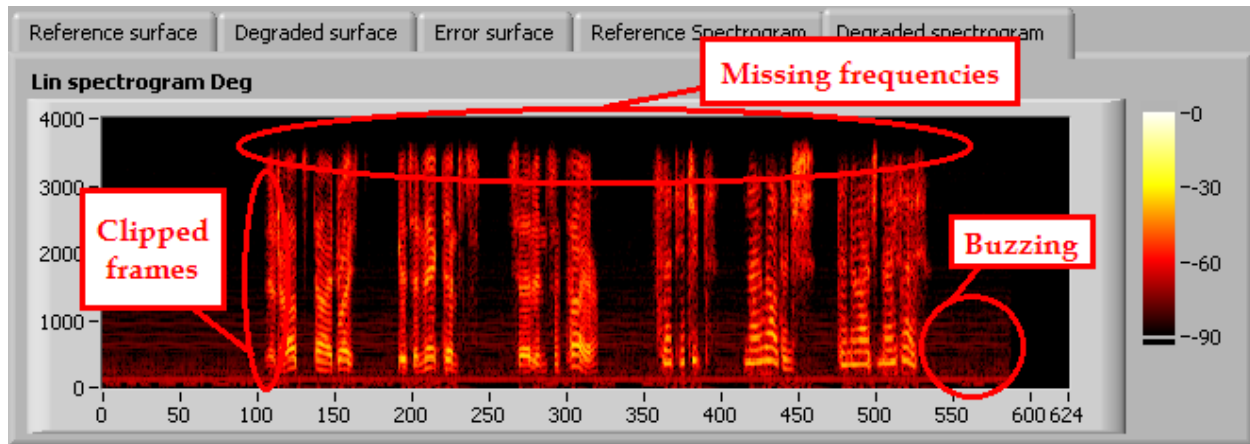 Reference surface
Degraded surface
Error surface
Reference Spectrogram
Degraded spectrogram
Missing frequencies
Lin spectrogram Deg
4000
3000
2000
1000
0
Clipped
frames
Buzzing
0
50
100
150
200
250
300
350
400
450
500
550
600
624
-0
--30
--60
--90